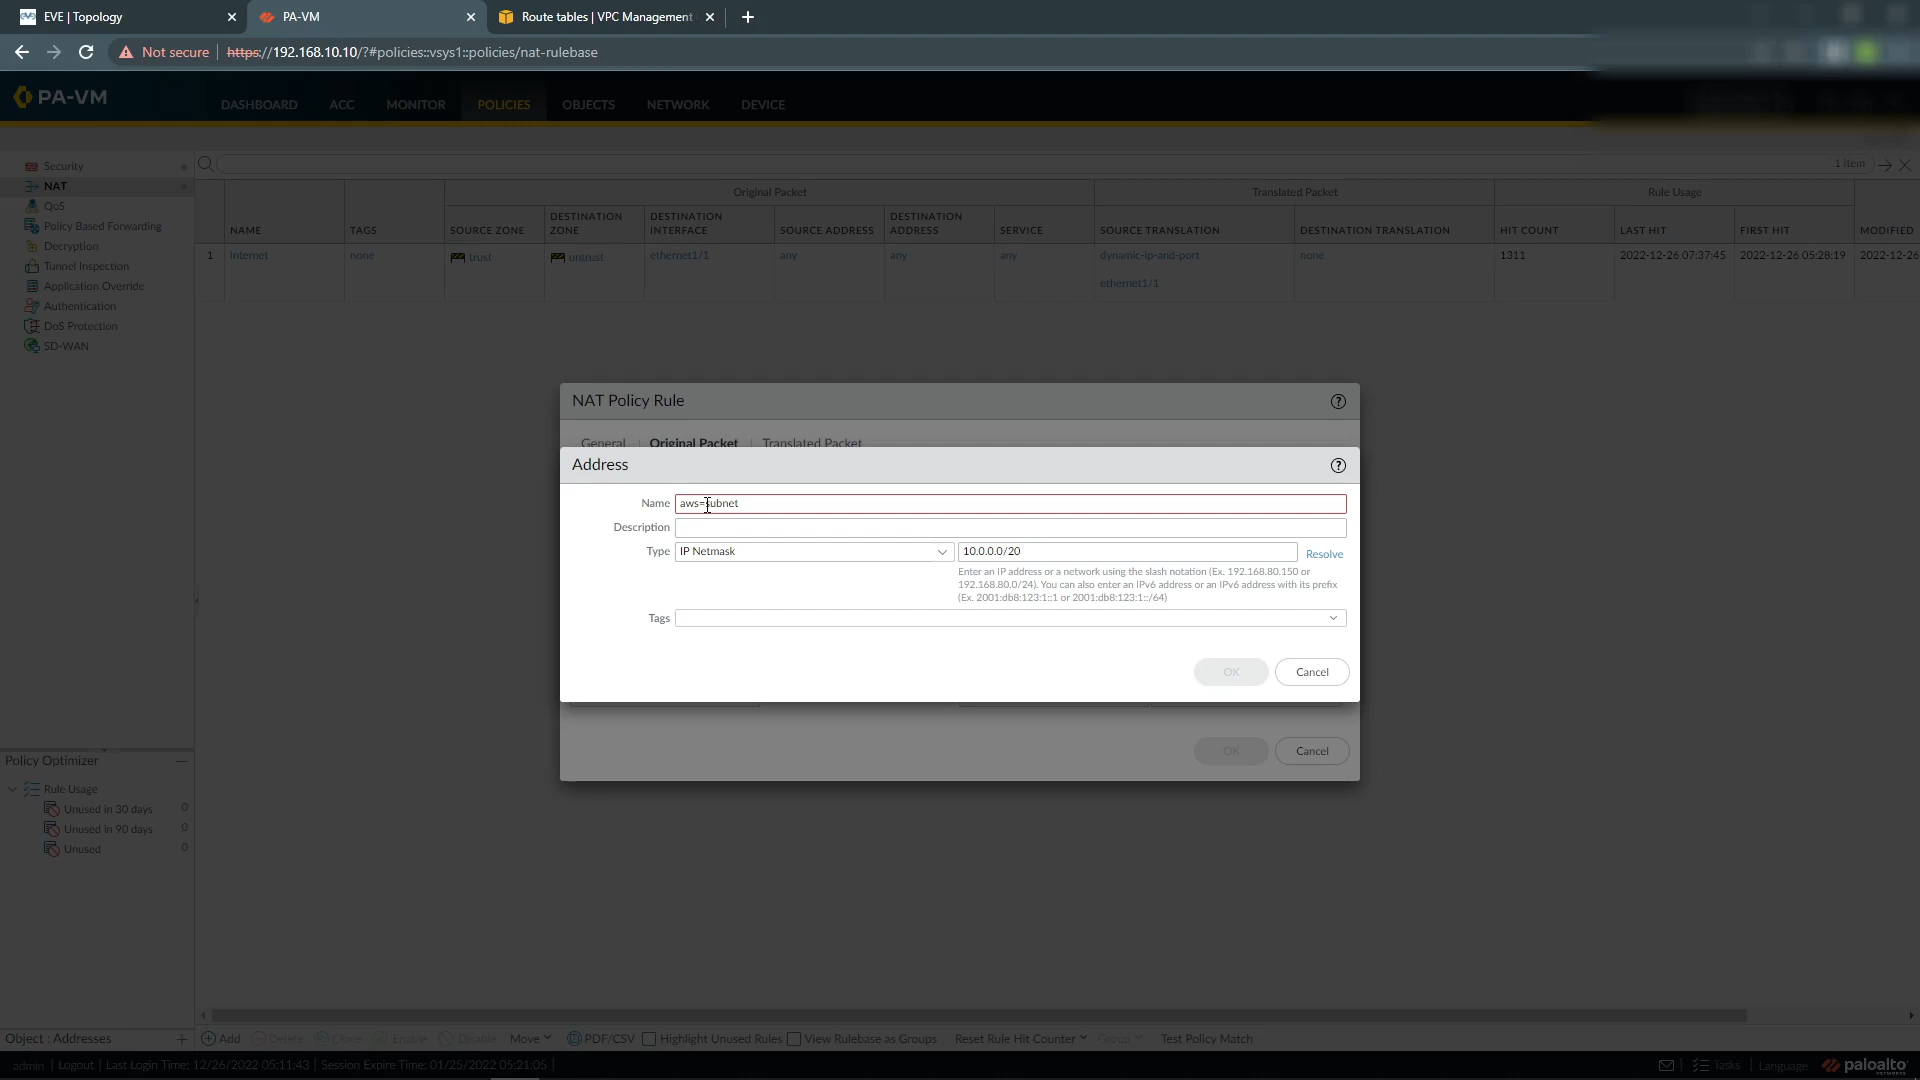 EVE | Topology
PA-VM
Route tables | VPC Management
Not secure
https://192.168.10.10/?#policies::vsys1::policies/nat-rulebase
PA-VM
DASHBOARD ACC MONITOR POLICIES OBJECTS NETWORK DEVICE
Security
NAT
QoS
Policy Based Forwarding
Decryption
Tunnel Inspection
Application Override
Authentication
DoS Protection
SD-WAN
1 item
Original Packet Translated Packet Rule Usage
NAME TAGS SOURCE ZONE DESTINATION ZONE DESTINATION INTERFACE SOURCE ADDRESS DESTINATION ADDRESS SERVICE SOURCE TRANSLATION DESTINATION TRANSLATION HIT COUNT LAST HIT FIRST HIT MODIFIED
1 Internet none trust untrust ethernet1/1 any any any dynamic-ip-and-port none 1311 2022-12-26 07:37:45 2022-12-26 05:28:19 2022-12-26
ethernet1/1
NAT Policy Rule
General | Original Packet | Translated Packet
Address
Name aws=subnet
Description
Type IP Netmask 10.0.0.0/20 Resolve
Enter an IP address or a network using the slash notation (Ex. 192.168.80.150 or
192.168.80.0/24). You can also enter an IPv6 address or an IPv6 address with its prefix
(Ex. 2001:db8:123:1::1 or 2001:db8:123:1::/64)
Tags
OK Cancel
OK Cancel
Policy Optimizer
Rule Usage
Unused in 30 days 0
Unused in 90 days 0
Unused 0
Object : Addresses
Add Delete Clone Enable Disable Move PDF/CSV Highlight Unused Rules View Rulebase as Groups Reset Rule Hit Counter Group Test Policy Match
admin | Logout | Last Login Time: 12/26/2022 05:11:43 | Session Expire Time: 01/25/2022 05:21:05
Tasks | Language paloalto